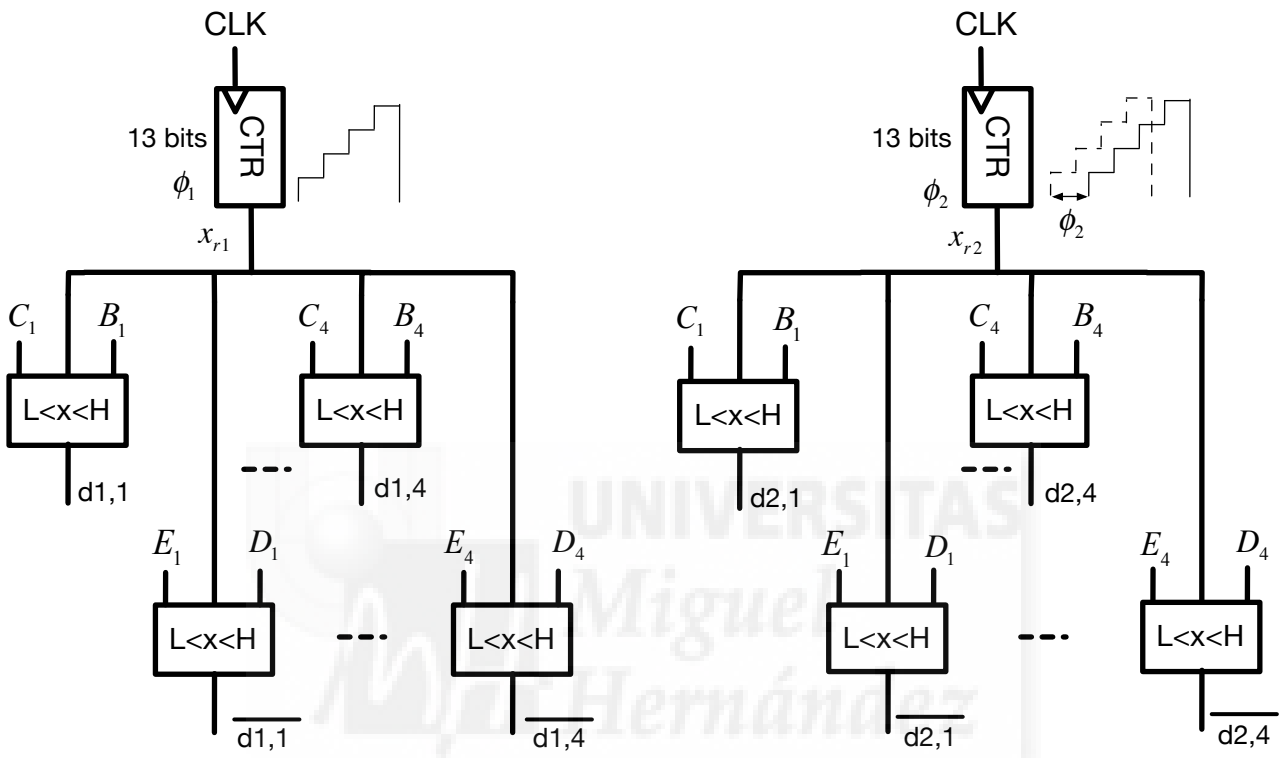 CLK
13 bits
CTR
ϕ1
xr1
C1
B1
C4
B4
L<x<H
L<x<H
d1,1
d1,4
E1
D1
E4
D4
L<x<H
L<x<H
d1,1
d1,4
CLK
13 bits
CTR
ϕ2
ϕ2
xr2
C1
B1
C4
B4
L<x<H
L<x<H
d2,1
d2,4
E1
D1
E4
D4
L<x<H
L<x<H
d2,1
d2,4
UNIVERSITAS
Miguel
Hernández